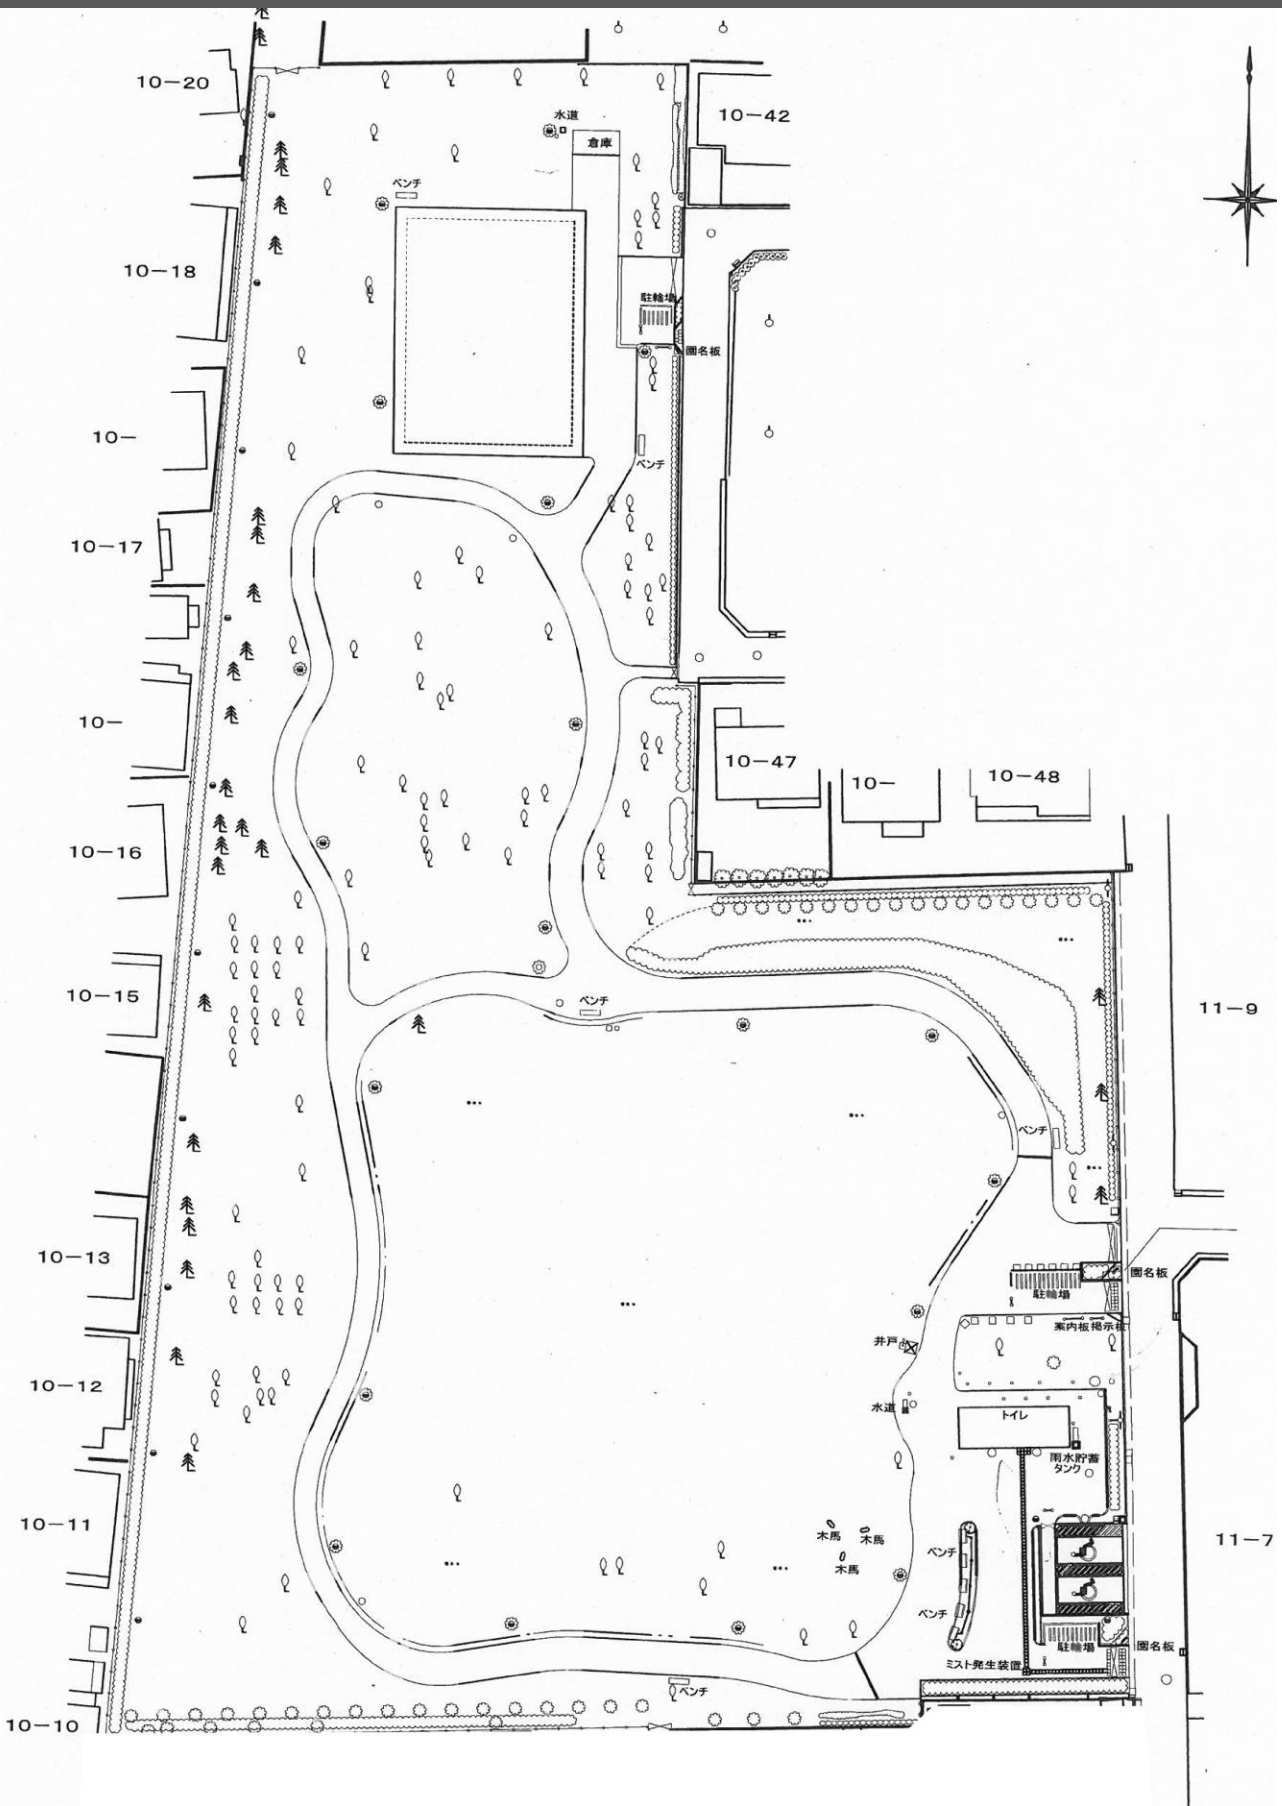 10-20
水道
10-42
倉庫
ベンチ
10-18
駐輪場
園名板
10-
ベンチ
10-17
10-
10-47
10-
10-48
10-16
10-15
ベンチ
11-9
ベンチ
10-13
園名板
駐輪場
案内板掲示板
井戸
10-12
水道
トイレ
雨水貯蓄
タンク
10-11
木馬
木馬
木馬
ベンチ
11-7
ベンチ
駐輪場
園名板
ミスト発生装置
ベンチ
10-10